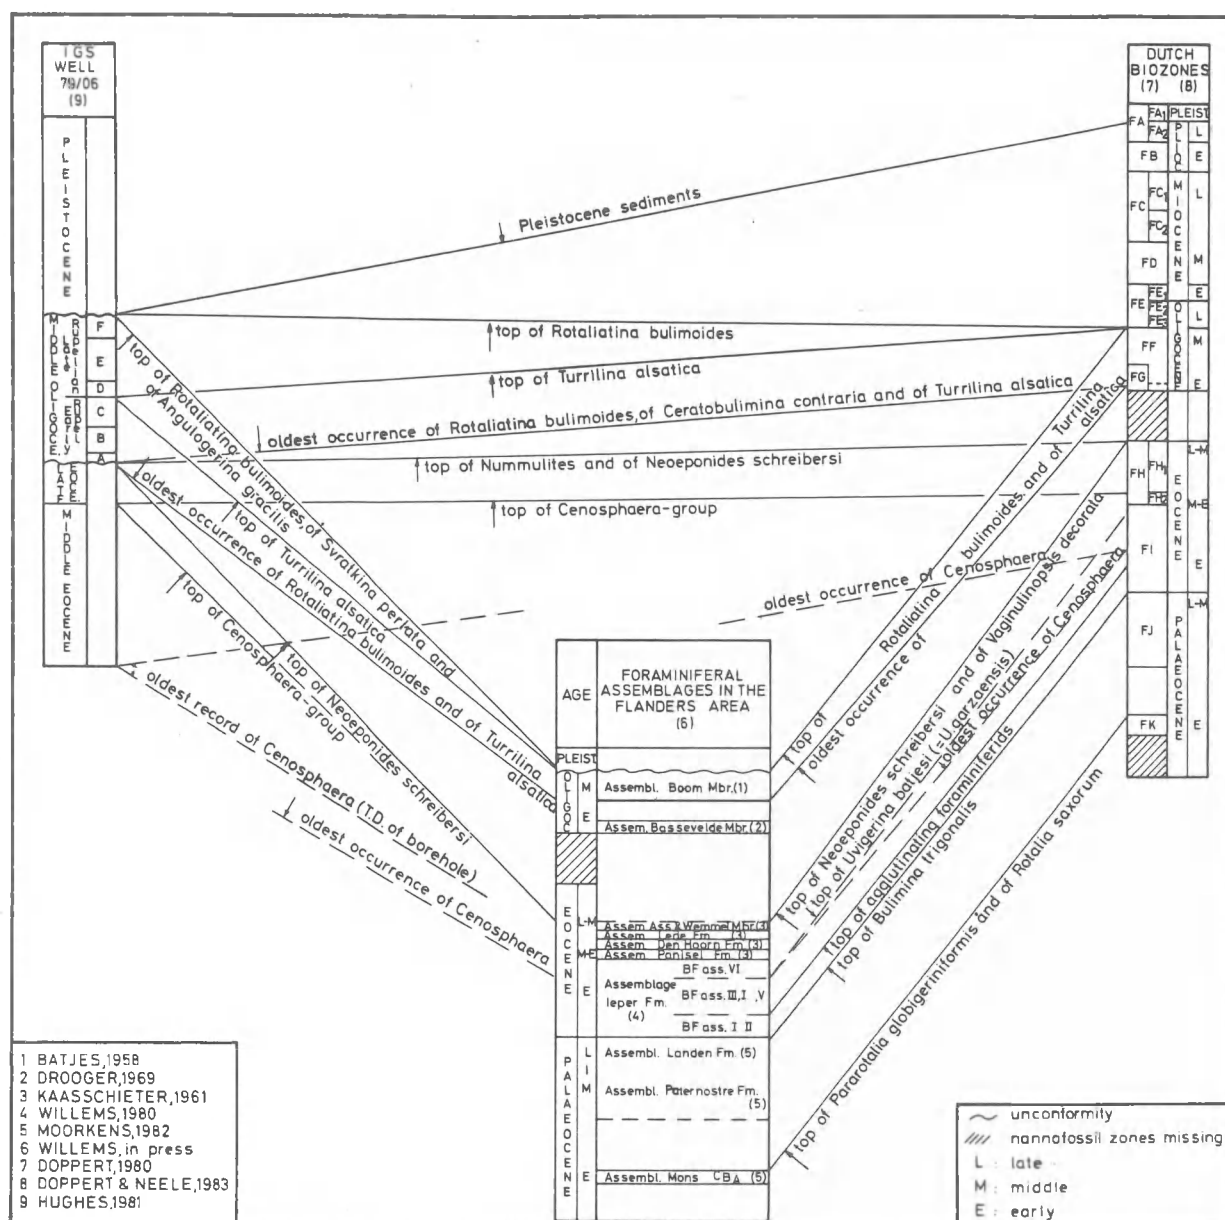 IGS
WELL
79/06
(9)
PLEISTOCENE
MIDDLE OLIGOCE.
Late Rupelian
Early Rupel.
LATE EOCE.
MIDDLE EOCENE
F
E
D
C
B
A
DUTCH
BIOZONES
(7) (8)
FA FA1 PLEIST
FA2 L
FB E
PLIOC
FC FC1 L
FC2
MIOCENE
FD M
FE FE1 E
FE2 L
FE3
OLIGOCENE
FF M
FG E
FH FH1 L-M
FH2 M-E
EOCENE
FI E
FJ L-M
PALAEOCENE
FK E
Pleistocene sediments
top of Rotaliatina bulimoides
top of Turrilina alsatica
oldest occurrence of Rotaliatina bulimoides, of Ceratobulimina contraria and of Turrilina alsatica
top of Nummulites and of Neoeponides schreibersi
top of Cenosphaera-group
oldest occurrence of Cenosphaera
top of Rotaliatina bulimoides, of Svratkina perlata and
of Angulogerina gracilis
top of Turrilina alsatica
oldest occurrence of Rotaliatina bulimoides and of Turrilina
alsatica
top of Neoeponides schreibersi
top of Cenosphaera-group
oldest record of Cenosphaera (T.D. of borehole)
oldest occurrence of Cenosphaera
top of Rotaliatina bulimoides and of Turrilina
alsatica
oldest occurrence of
top of Neoeponides schreibersi and of Vaginulinopsis decorata
top of Uvigerina batjesi (=U. garzaensis)
oldest occurrence of Cenosphaera
top of agglutinating foraminiferids
top of Bulimina trigonalis
top of Pararotalia globigeriniformis and of Rotalia saxorum
AGE
FORAMINIFERAL
ASSEMBLAGES IN THE
FLANDERS AREA
(6)
PLEIST
OLIGOC
M
E
Assembl. Boom Mbr.(1)
Assem. Bassevelde Mbr.(2)
EOCENE
L-M
M-E
E
Assem. Ass & Wemmel Mbr.(3)
Assem. Lede Fm. (3)
Assem. Den Hoorn Fm.(3)
Assem. Panisel Fm.(3)
BF ass. VI
Assemblage
Ieper Fm.
(4)
BF ass. III, I ,V
BF ass. I II
PALAEOCENE
L
I
M
E
Assembl. Landen Fm.(5)
Assembl. Paternostre Fm.
(5)
Assembl. Mons CBA (5)
1 BATJES,1958
2 DROOGER,1969
3 KAASSCHIETER,1961
4 WILLEMS,1980
5 MOORKENS,1982
6 WILLEMS, in press
7 DOPPERT,1980
8 DOPPERT & NEELE,1983
9 HUGHES,1981
unconformity
nannofossil zones missing
L : late
M : middle
E : early